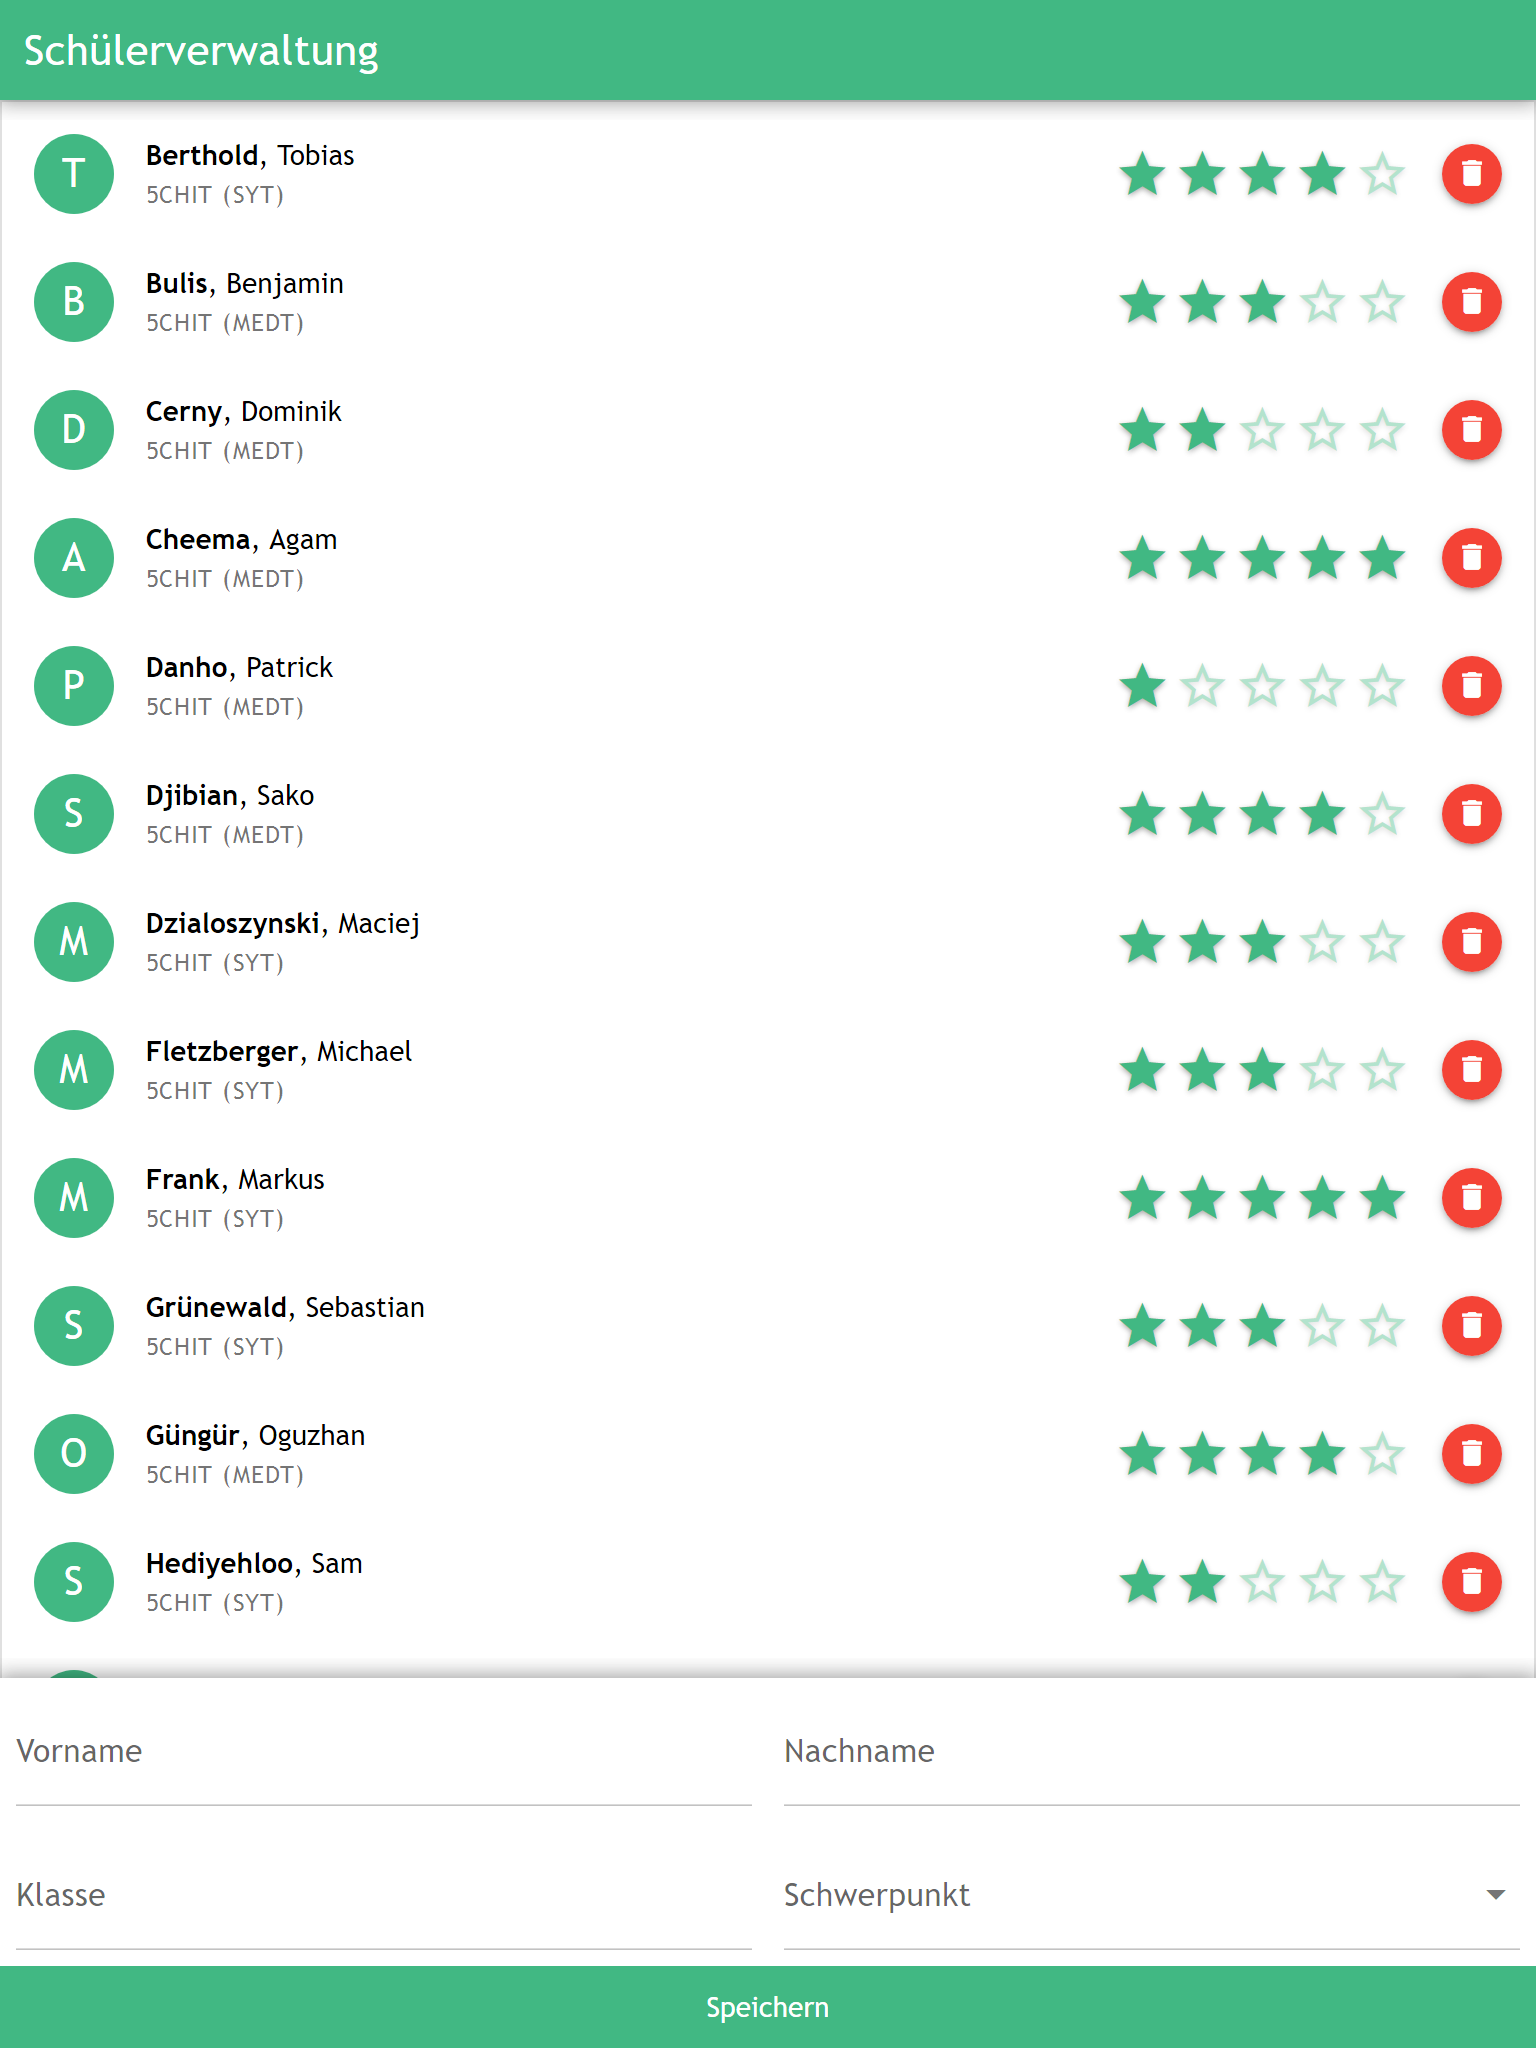 Schülerverwaltung
T
Berthold, Tobias
5CHIT (SYT)
B
Bulis, Benjamin
5CHIT (MEDT)
D
Cerny, Dominik
5CHIT (MEDT)
A
Cheema, Agam
5CHIT (MEDT)
P
Danho, Patrick
5CHIT (MEDT)
S
Djibian, Sako
5CHIT (MEDT)
M
Dzialoszynski, Maciej
5CHIT (SYT)
M
Fletzberger, Michael
5CHIT (SYT)
M
Frank, Markus
5CHIT (SYT)
S
Grünewald, Sebastian
5CHIT (SYT)
O
Güngür, Oguzhan
5CHIT (MEDT)
S
Hediyehloo, Sam
5CHIT (SYT)
Vorname
Nachname
Klasse
Schwerpunkt
Speichern